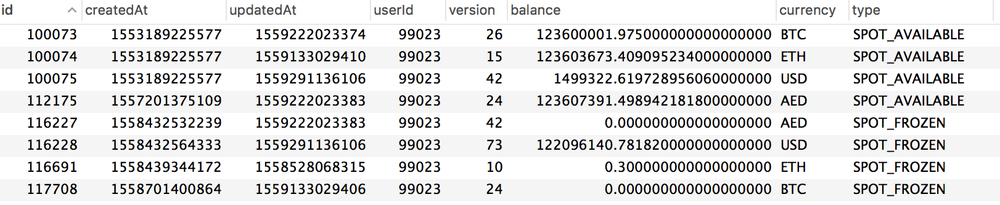 id createdAt updatedAt userId version balance currency type
100073 1553189225577 1559222023374 99023 26 123600001.975000000000000000 BTC SPOT_AVAILABLE
100074 1553189225577 1559133029410 99023 15 123603673.409095234000000000 ETH SPOT_AVAILABLE
100075 1553189225577 1559291136106 99023 42 1499322.619728956060000000 USD SPOT_AVAILABLE
112175 1557201375109 1559222023383 99023 24 123607391.498942181800000000 AED SPOT_AVAILABLE
116227 1558432532239 1559222023383 99023 42 0.000000000000000000 AED SPOT_FROZEN
116228 1558432564333 1559291136106 99023 73 122096140.781820000000000000 USD SPOT_FROZEN
116691 1558439344172 1558528068315 99023 10 0.300000000000000000 ETH SPOT_FROZEN
117708 1558701400864 1559133029406 99023 24 0.000000000000000000 BTC SPOT_FROZEN